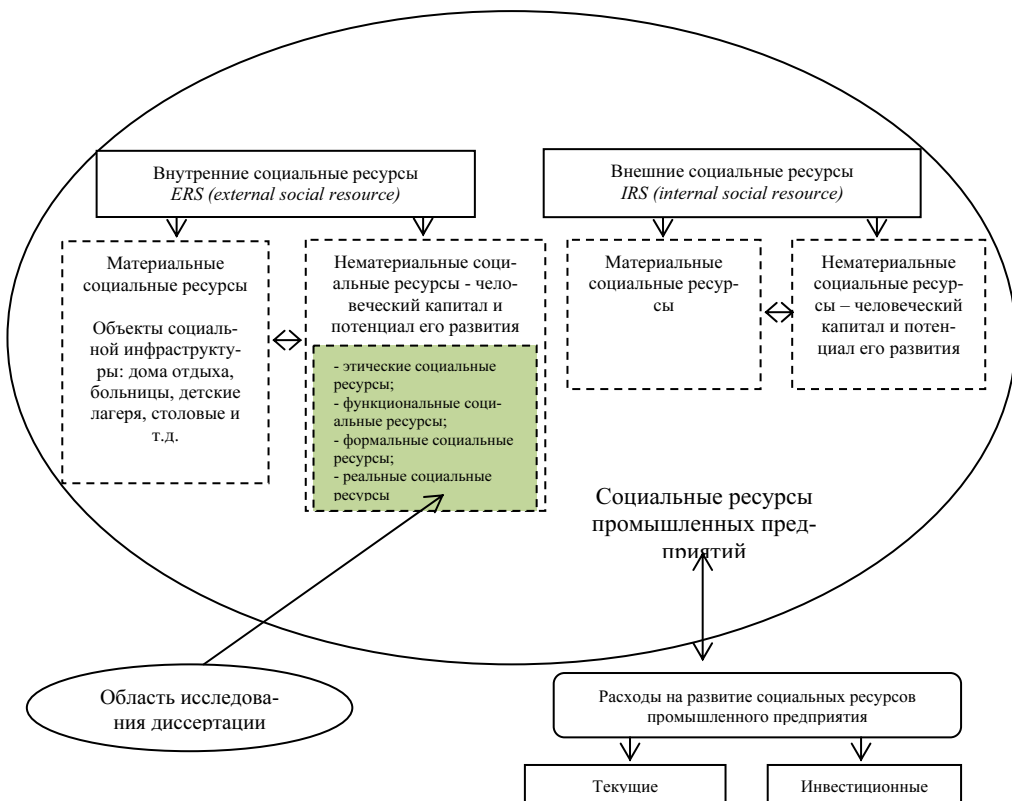 Внутренние социальные ресурсы
ERS (external social resource)
Внешние социальные ресурсы
IRS (internal social resource)
Материальные
социальные ресурсы
Объекты социаль-
ной инфраструкту-
ры: дома отдыха,
больницы, детские
лагеря, столовые и
т.д.
Нематериальные соци-
альные ресурсы - чело-
веческий капитал и
потенциал его развития
- этические социальные
ресурсы;
- функциональные соци-
альные ресурсы;
- формальные социальные
ресурсы;
- реальные социальные
ресурсы
Материальные
социальные ресур-
сы
Нематериальные
социальные ресур-
сы – человеческий
капитал и потен-
циал его развития
Социальные ресурсы
промышленных пред-
приятий
Область исследова-
ния диссертации
Расходы на развитие социальных ресурсов
промышленного предприятия
Текущие
Инвестиционные